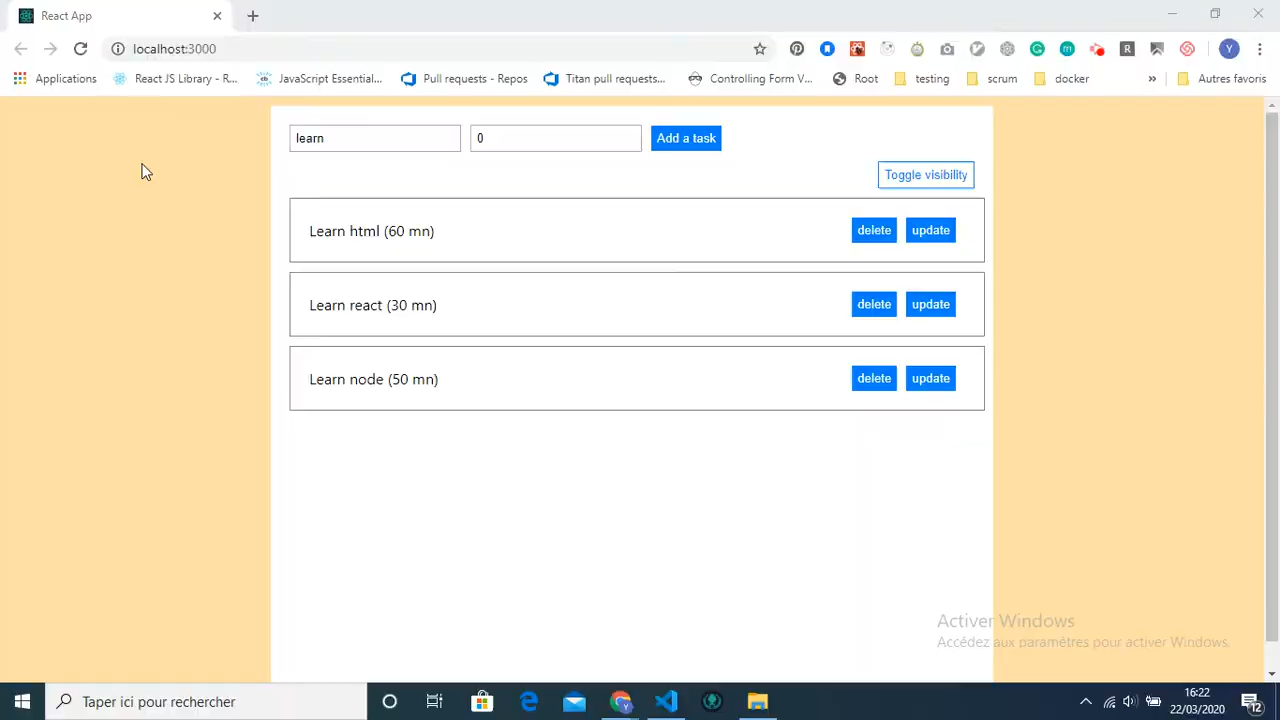 React App
localhost:3000
Applications React JS Library - R... JavaScript Essential... Pull requests - Repos Titan pull requests... Controlling Form V... Root testing scrum docker » Autres favoris
learn 0 Add a task
Toggle visibility
Learn html (60 mn) delete update
Learn react (30 mn) delete update
Learn node (50 mn) delete update
Activer Windows
Accédez aux paramètres pour activer Windows.
Taper ici pour rechercher
16:22
22/03/2020
12